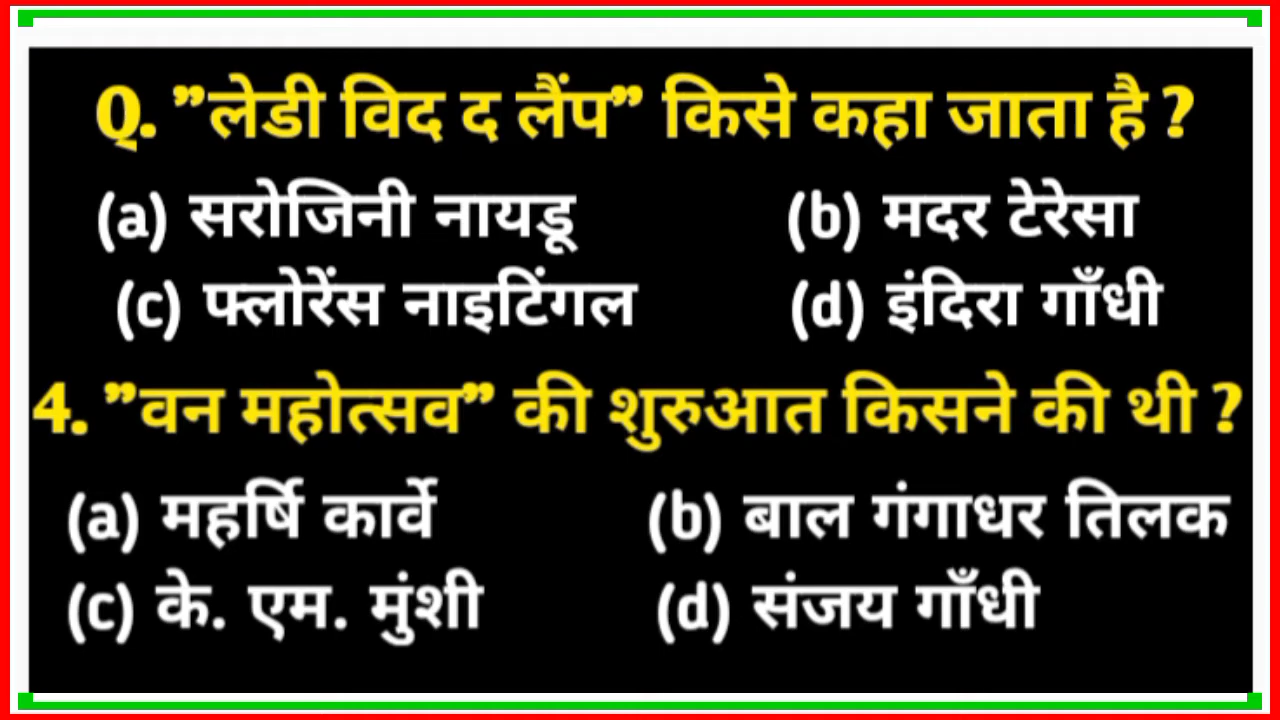 Q. ”लेडी विद द लैंप” किसे कहा जाता है ?
(a) सरोजिनी नायडू (b) मदर टेरेसा
(c) फ्लोरेंस नाइटिंगल (d) इंदिरा गाँधी
4. ”वन महोत्सव” की शुरुआत किसने की थी ?
(a) महर्षि कार्वे (b) बाल गंगाधर तिलक
(c) के. एम. मुंशी (d) संजय गाँधी